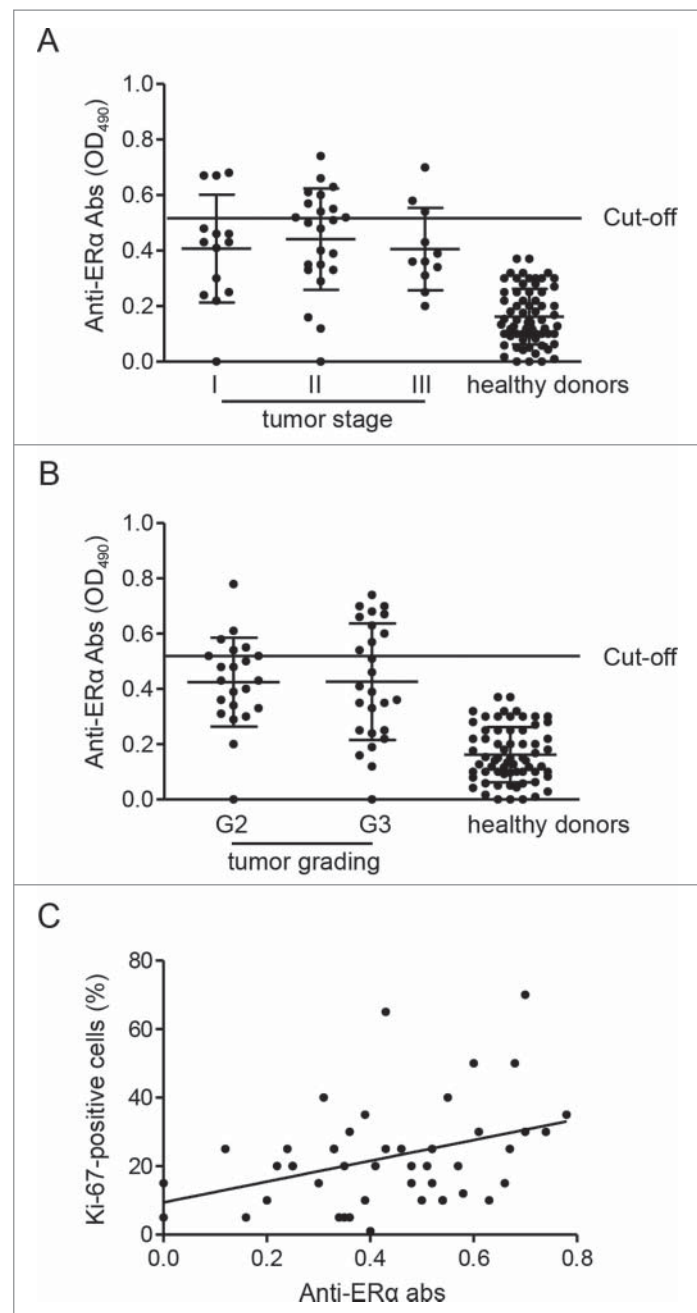 A
Anti-ERα Abs (OD490)
1.0
0.8
0.6
0.4
0.2
0.0
Cut-off
I II III healthy donors
tumor stage
B
Anti-ERα Abs (OD490)
1.0
0.8
0.6
0.4
0.2
0.0
Cut-off
G2 G3 healthy donors
tumor grading
C
Ki-67-positive cells (%)
80
60
40
20
0
0.0 0.2 0.4 0.6 0.8
Anti-ERα abs